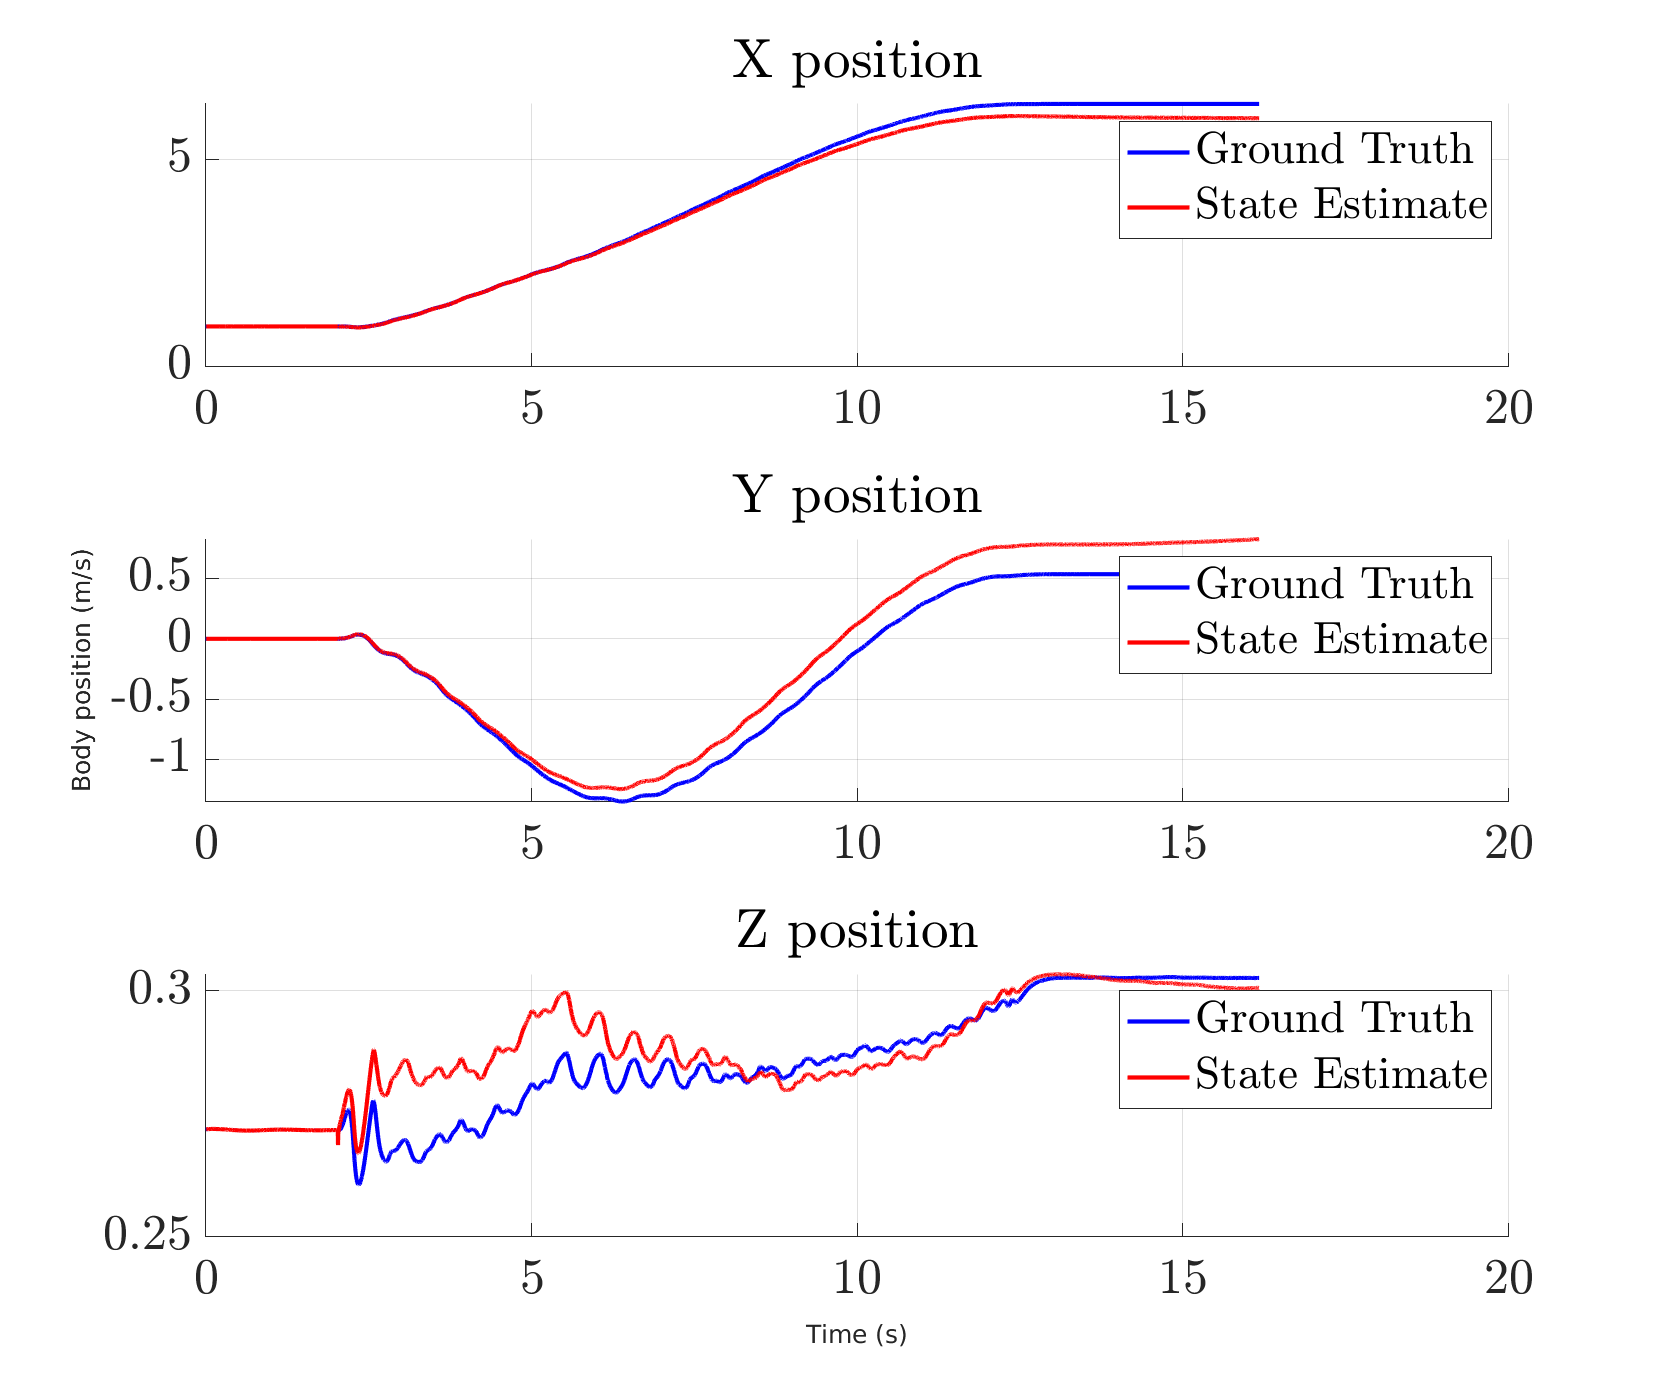 X position
5
0
0 5 10 15 20
Ground Truth
State Estimate
Y position
Body position (m/s)
0.5
0
-0.5
-1
0 5 10 15 20
Ground Truth
State Estimate
Z position
0.3
0.25
0 5 10 15 20
Ground Truth
State Estimate
Time (s)